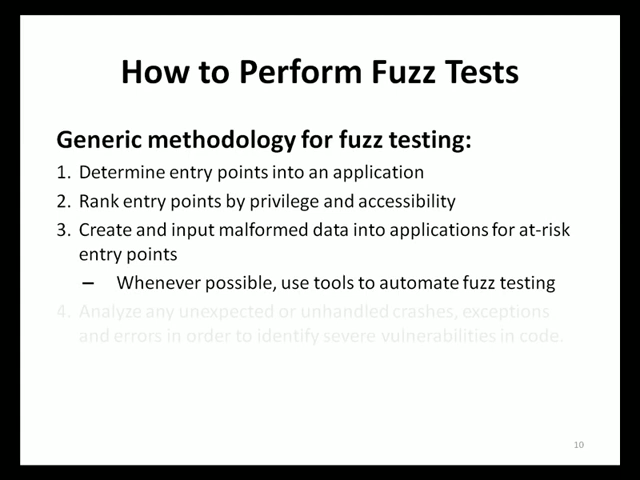 How to Perform Fuzz Tests
Generic methodology for fuzz testing:
1. Determine entry points into an application
2. Rank entry points by privilege and accessibility
3. Create and input malformed data into applications for at-risk
entry points
– Whenever possible, use tools to automate fuzz testing
4. Analyze any unexpected or unhandled crashes, exceptions
and errors in order to identify severe vulnerabilities in code.
10